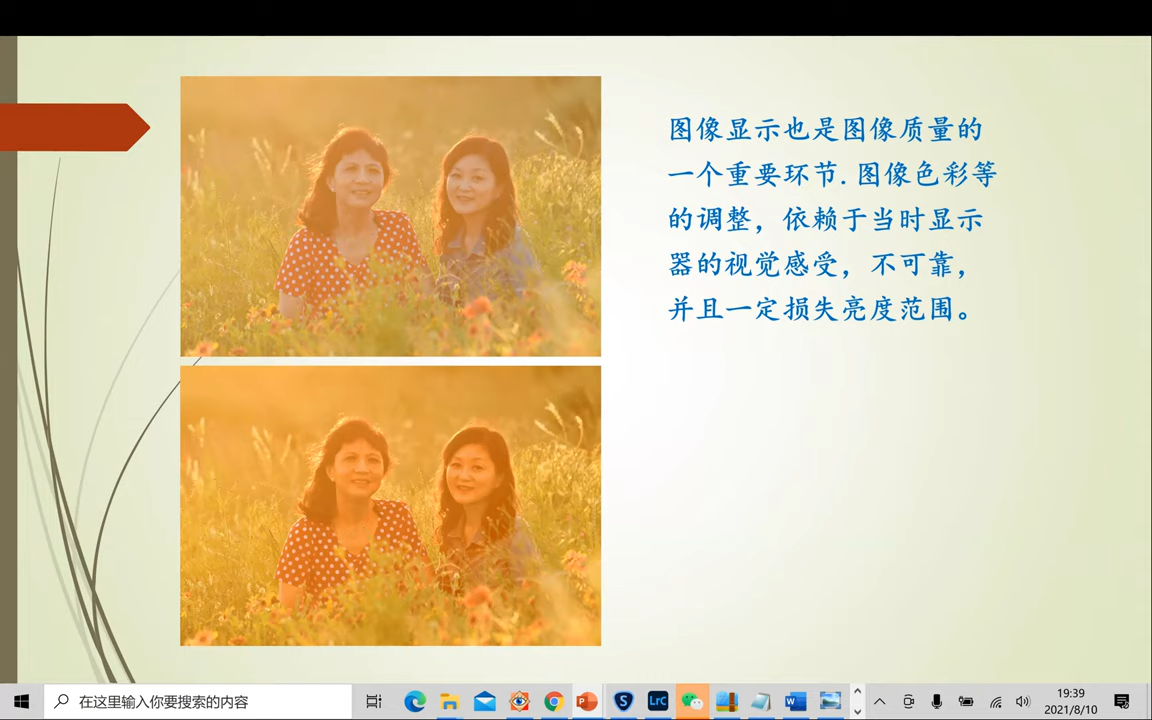 图像显示也是图像质量的
一个重要环节.图像色彩等
的调整，依赖于当时显示
器的视觉感受，不可靠，
并且一定损失亮度范围。
在这里输入你要搜索的内容
S
LrC
P
W
19:39
2021/8/10